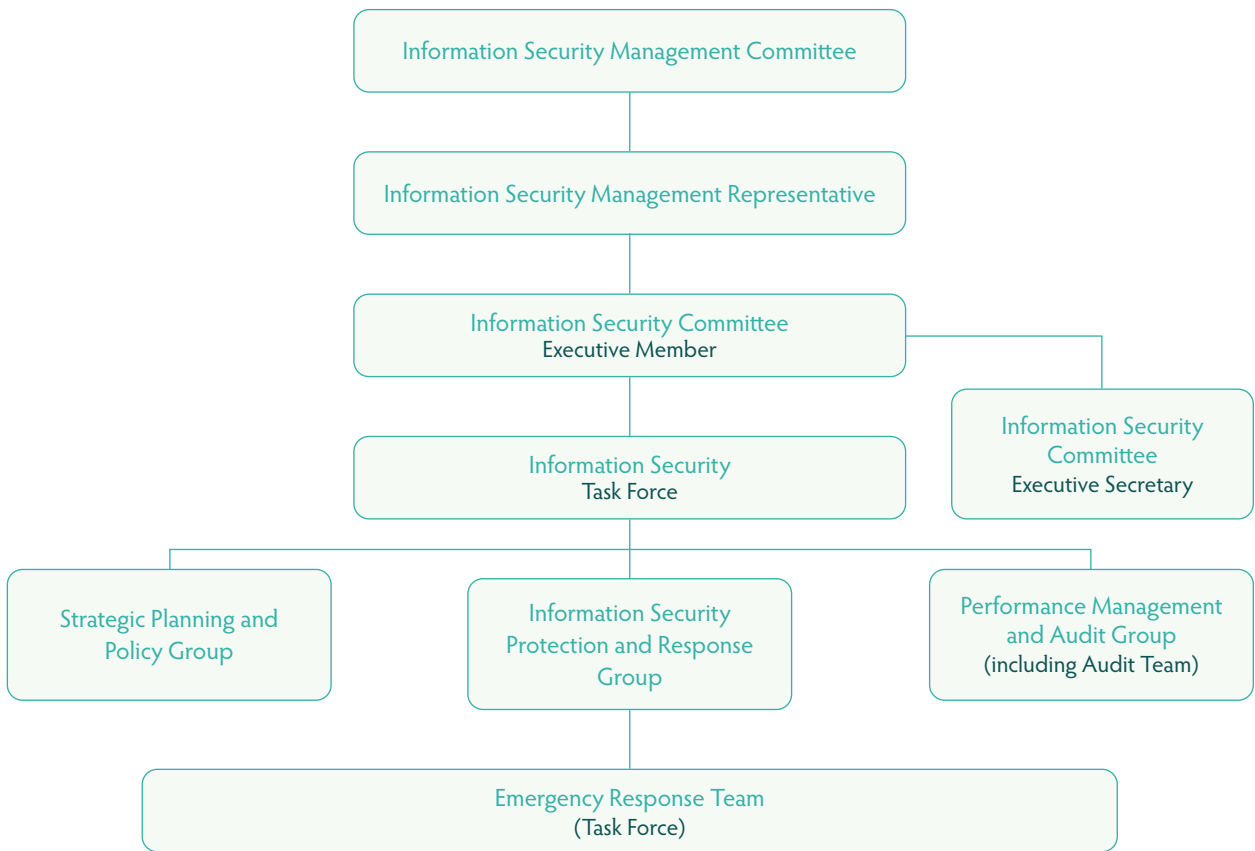 Information Security Management Committee
Information Security Management Representative
Information Security Committee
Executive Member
Information Security
Committee
Executive Secretary
Information Security
Task Force
Strategic Planning and
Policy Group
Information Security
Protection and Response
Group
Performance Management
and Audit Group
(including Audit Team)
Emergency Response Team
(Task Force)